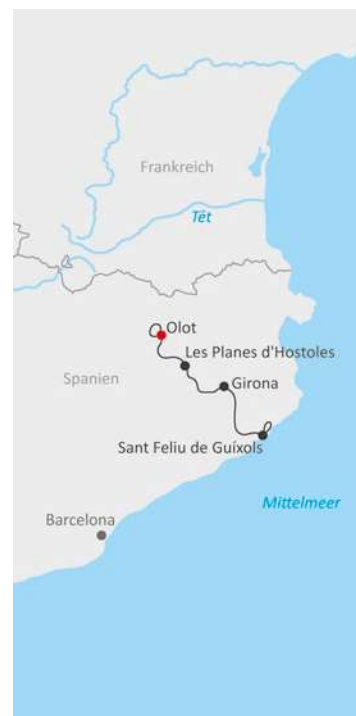 Frankreich
Têt
Olot
Les Planes d'Hostoles
Spanien
Girona
Sant Feliu de Guíxols
Mittelmeer
Barcelona